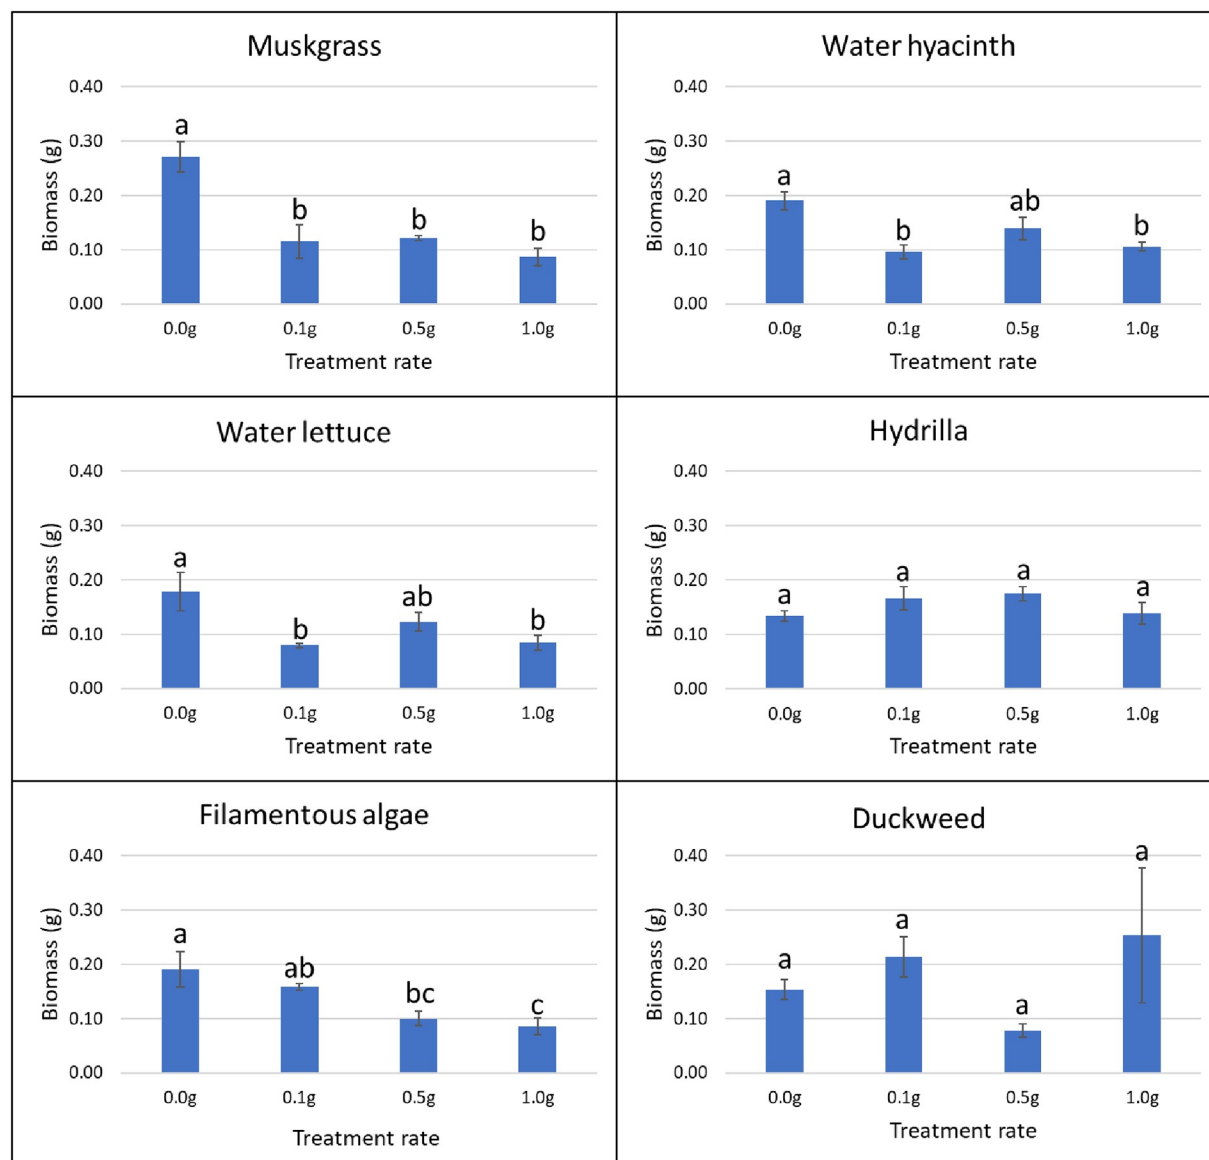 Muskgrass
0.40
a
0.30
Biomass (g)
0.20
b
b
b
0.10
0.00
0.0g 0.1g 0.5g 1.0g
Treatment rate
Water hyacinth
0.40
0.30
Biomass (g)
a
ab
0.20
b
b
0.10
0.00
0.0g 0.1g 0.5g 1.0g
Treatment rate
Water lettuce
0.40
0.30
Biomass (g)
a
0.20
ab
b
b
0.10
0.00
0.0g 0.1g 0.5g 1.0g
Treatment rate
Hydrilla
0.40
0.30
Biomass (g)
a
a
a
a
0.20
0.10
0.00
0.0g 0.1g 0.5g 1.0g
Treatment rate
Filamentous algae
0.40
0.30
Biomass (g)
a
0.20
ab
bc
c
0.10
0.00
0.0g 0.1g 0.5g 1.0g
Treatment rate
Duckweed
0.40
a
0.30
Biomass (g)
a
a
0.20
a
0.10
0.00
0.0g 0.1g 0.5g 1.0g
Treatment rate